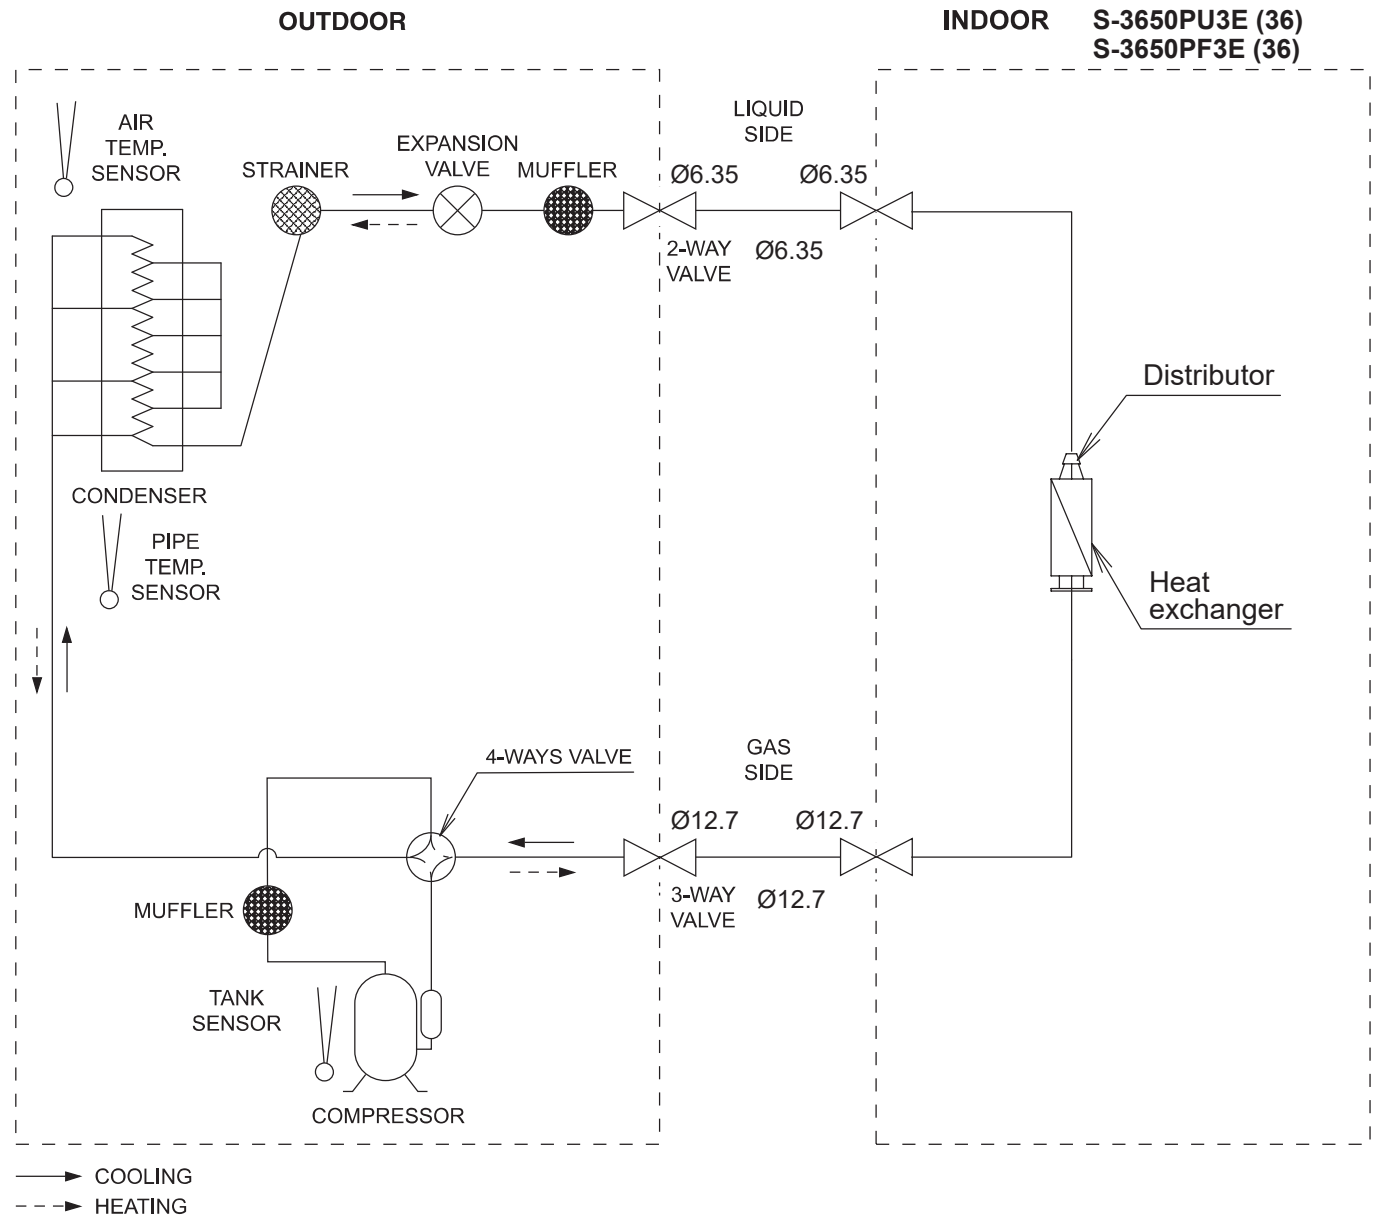 OUTDOOR
INDOOR S-3650PU3E (36)
S-3650PF3E (36)
AIR
TEMP.
SENSOR
STRAINER
EXPANSION
VALVE
MUFFLER
LIQUID
SIDE
Ø6.35
Ø6.35
2-WAY
VALVE
Ø6.35
CONDENSER
PIPE
TEMP.
SENSOR
Distributor
Heat
exchanger
4-WAYS VALVE
GAS
SIDE
Ø12.7
Ø12.7
3-WAY
VALVE
Ø12.7
MUFFLER
TANK
SENSOR
COMPRESSOR
COOLING
HEATING